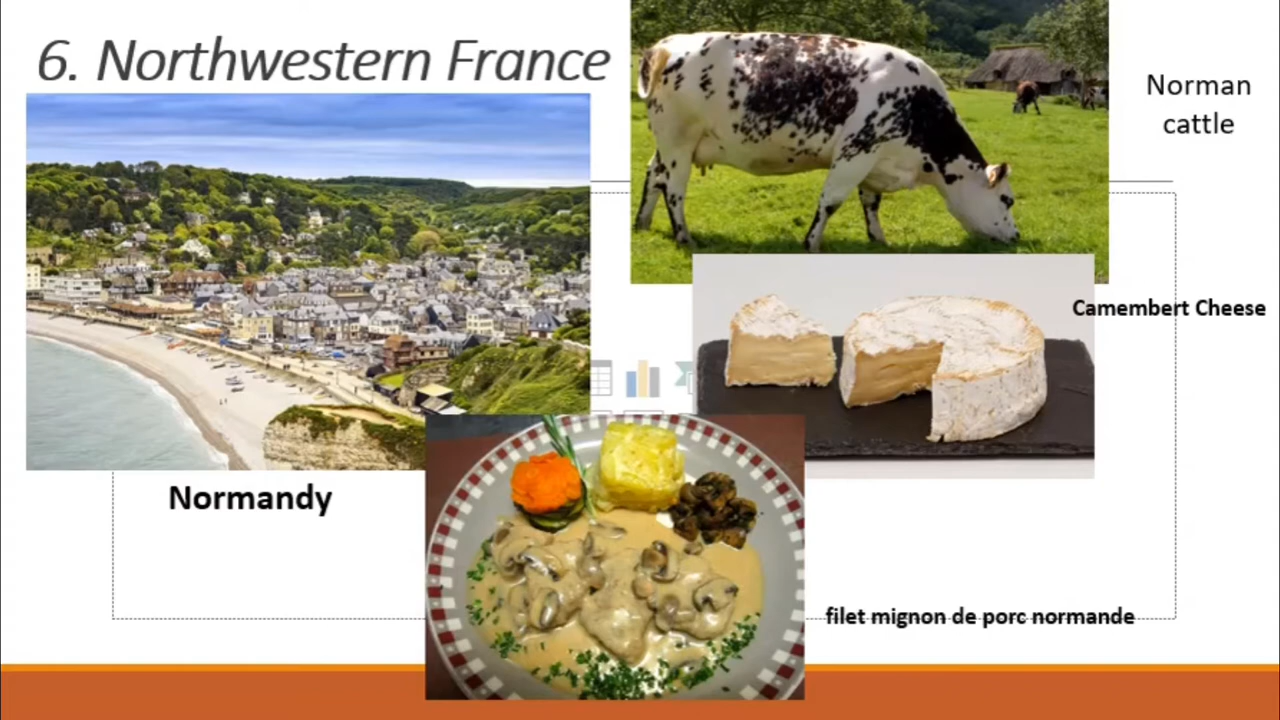 6. Northwestern France
Norman
cattle
Camembert Cheese
Normandy
filet mignon de porc normande